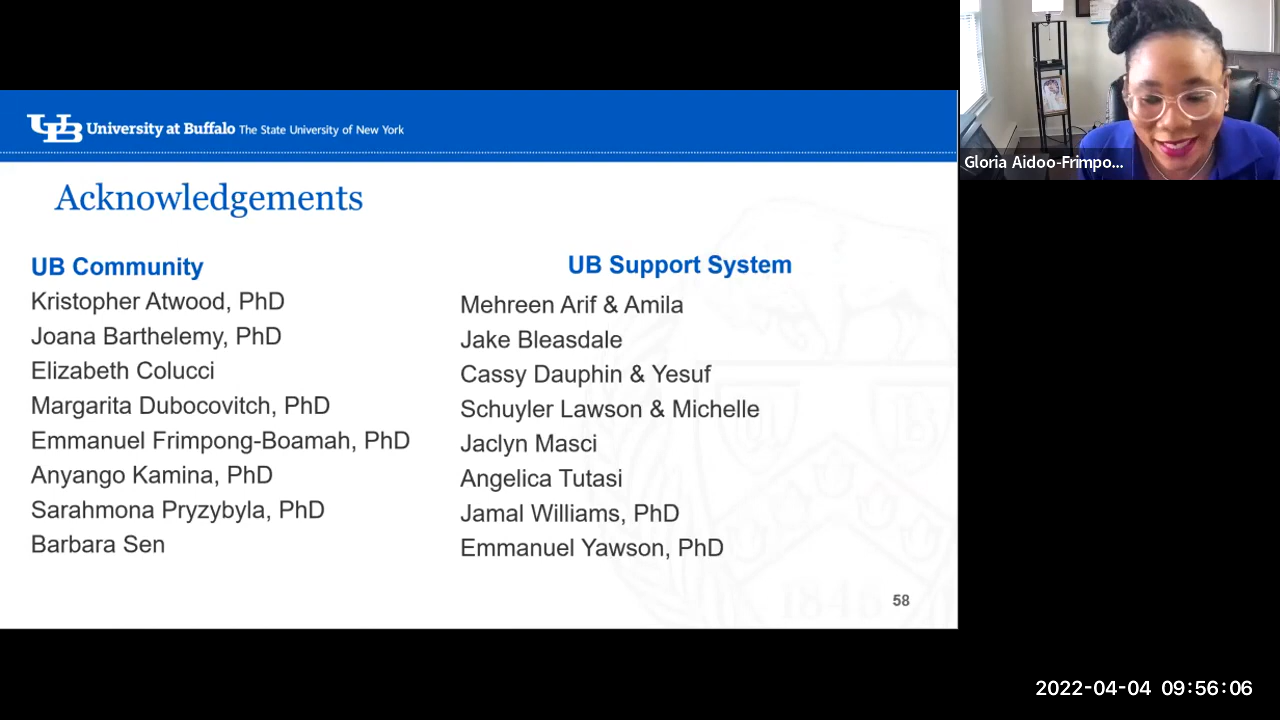 University at Buffalo The State University of New York
Acknowledgements
UB Community
Kristopher Atwood, PhD
Joana Barthelemy, PhD
Elizabeth Colucci
Margarita Dubocovitch, PhD
Emmanuel Frimpong-Boamah, PhD
Anyango Kamina, PhD
Sarahmona Pryzybyla, PhD
Barbara Sen
UB Support System
Mehreen Arif & Amila
Jake Bleasdale
Cassy Dauphin & Yesuf
Schuyler Lawson & Michelle
Jaclyn Masci
Angelica Tutasi
Jamal Williams, PhD
Emmanuel Yawson, PhD
1846
58
Gloria Aidoo-Frimpo...
2022-04-04 09:56:06